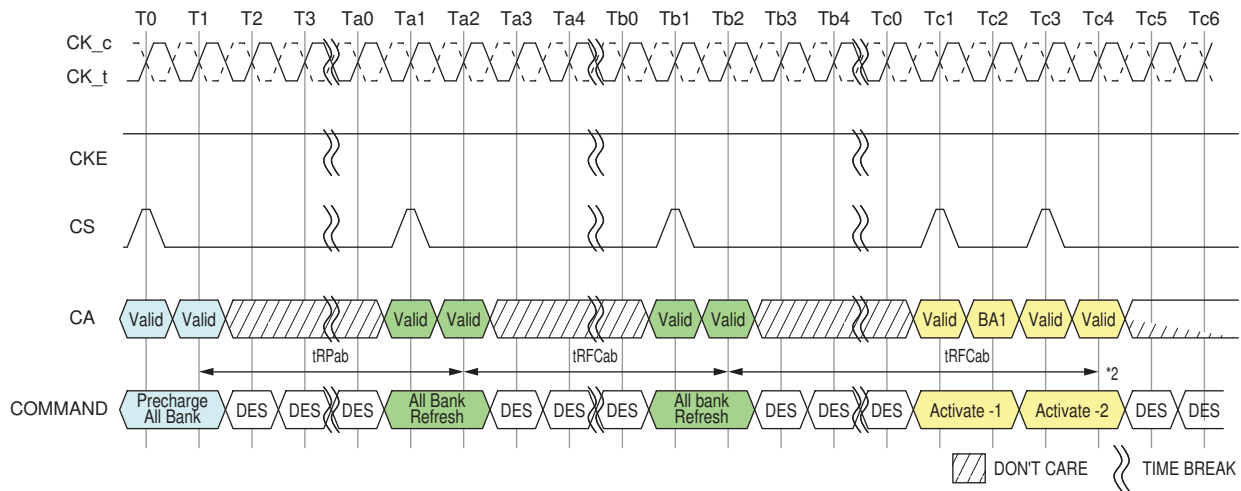 T0 T1 T2 T3 Ta0 Ta1 Ta2 Ta3 Ta4 Tb0 Tb1 Tb2 Tb3 Tb4 Tc0 Tc1 Tc2 Tc3 Tc4 Tc5 Tc6
CK_c
CK_t
CKE
CS
CA Valid Valid Valid Valid Valid Valid Valid BA1 Valid Valid
tRPab tRFCab tRFCab *2
COMMAND Precharge All Bank DES DES DES All Bank Refresh DES DES DES All bank Refresh DES DES DES Activate -1 Activate -2 DES DES
DON'T CARE TIME BREAK